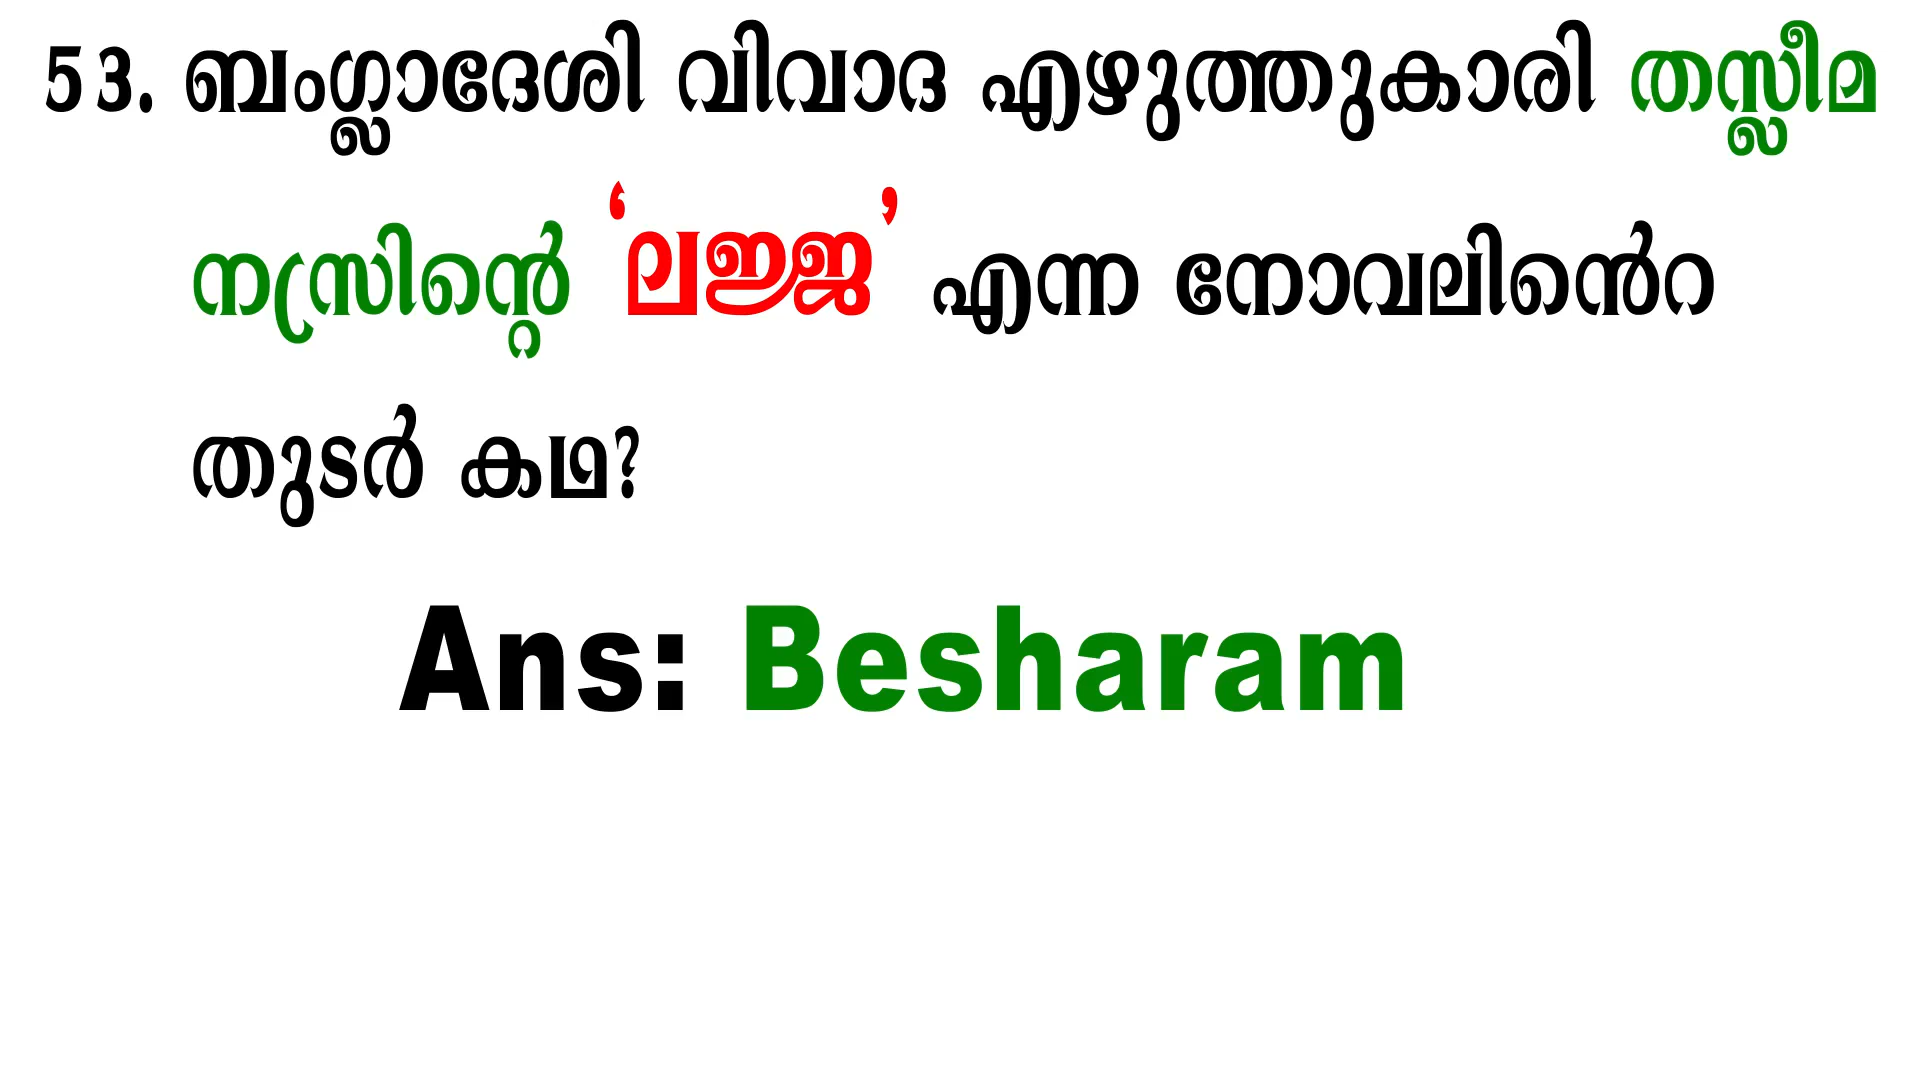 53. ബംഗ്ലാദേശി വിവാദ എഴുത്തുകാരി തസ്ലീമ
നസ്രിന്റെ ‘ലജ്ജ’ എന്ന നോവലിൻെറ
തുടർ കഥ?
Ans: Besharam